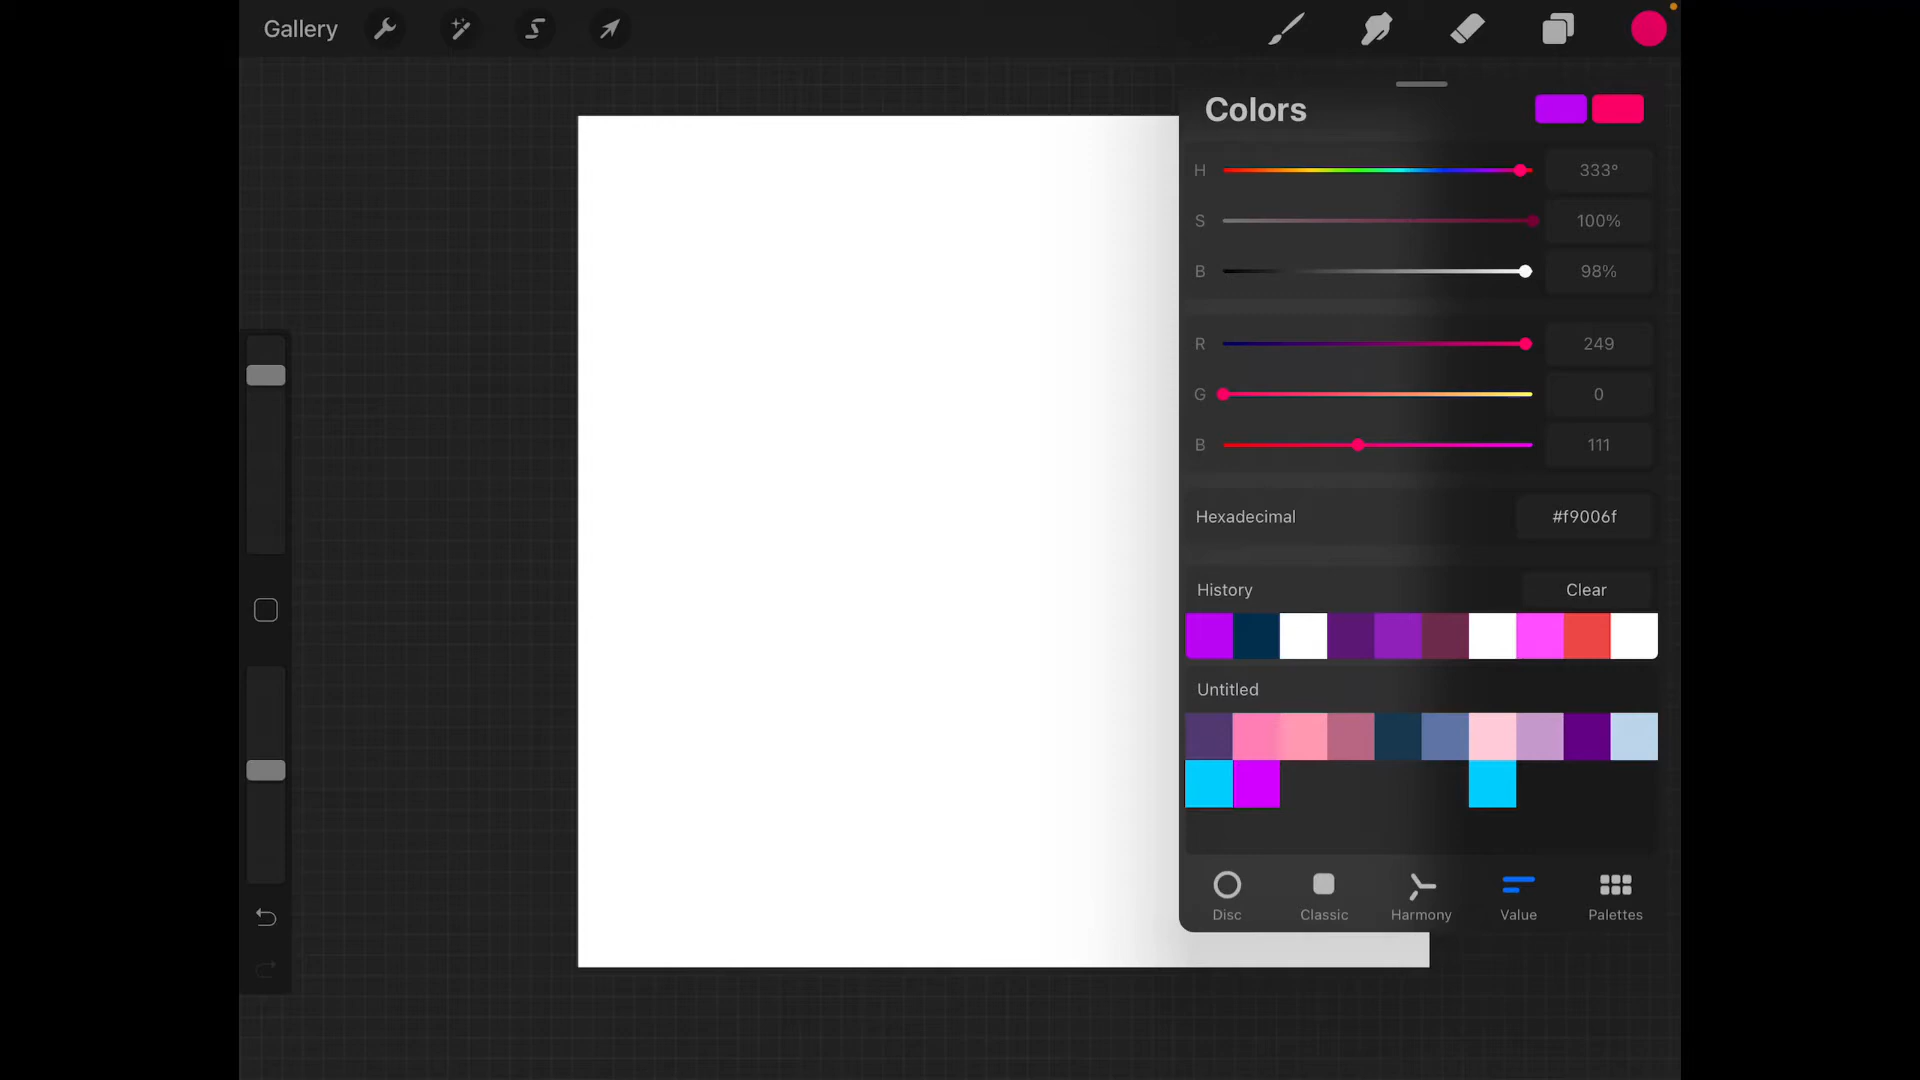 Gallery
Colors
H 333°
S 100%
B 98%
R 249
G 0
B 111
Hexadecimal #f9006f
History Clear
Untitled
Disc Classic Harmony Value Palettes